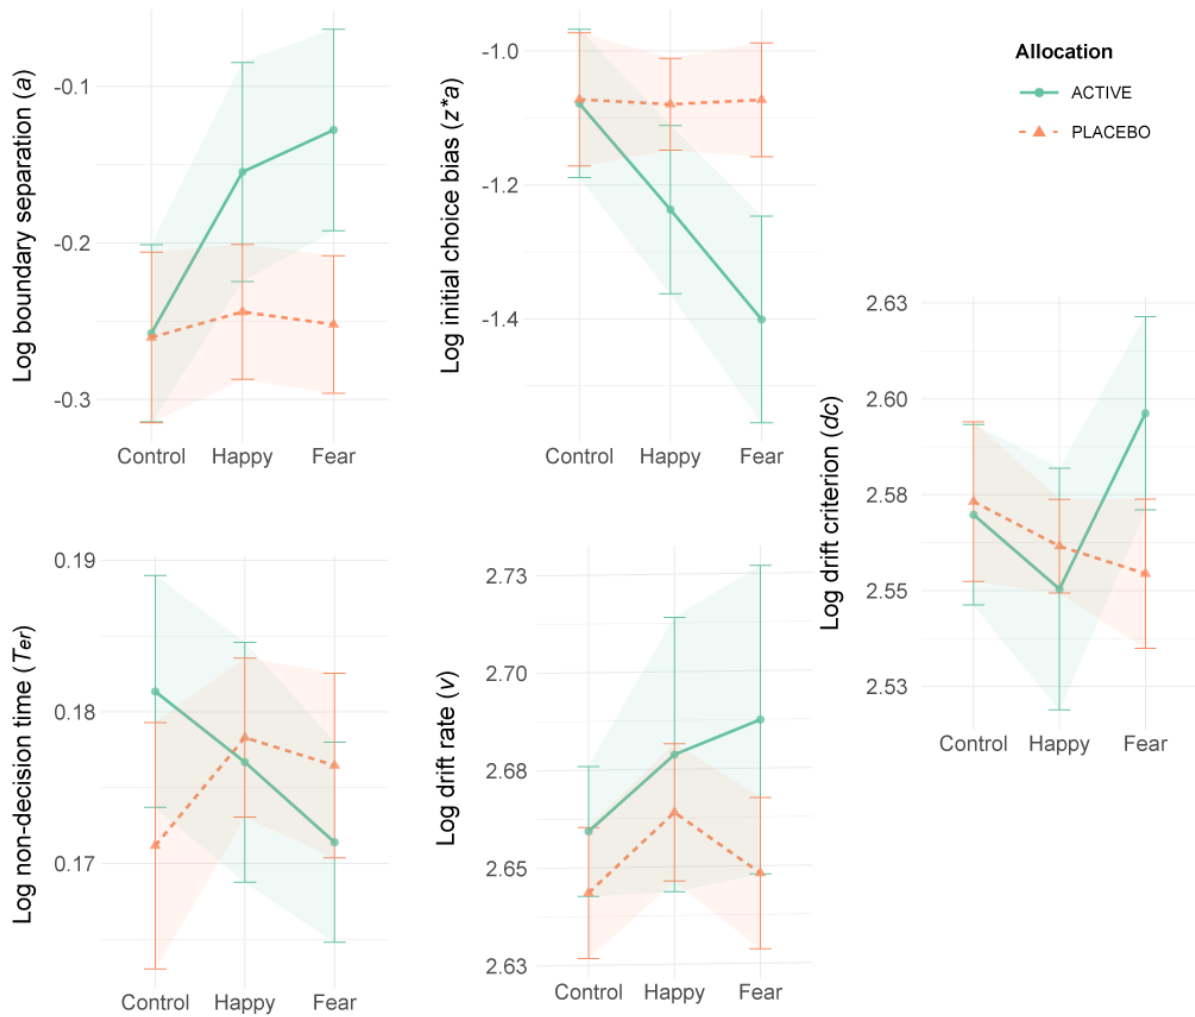 Log boundary separation (a)
-0.1
-0.2
-0.3
Control Happy Fear
Log initial choice bias (z*a)
-1.0
-1.2
-1.4
Control Happy Fear
Allocation
ACTIVE
PLACEBO
Log drift criterion (dc)
2.63
2.60
2.58
2.55
2.53
Control Happy Fear
Log non-decision time (Ter)
0.19
0.18
0.17
Control Happy Fear
Log drift rate (v)
2.73
2.70
2.68
2.65
2.63
Control Happy Fear